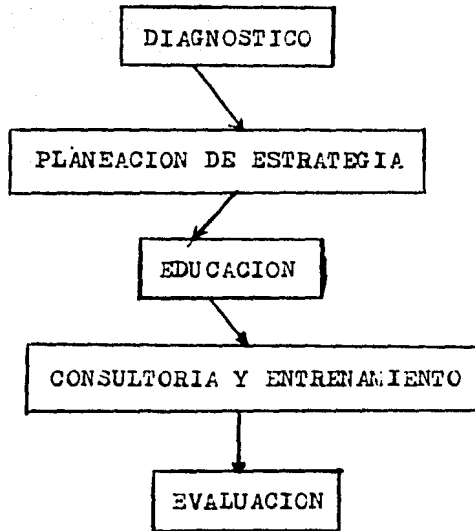 DIAGNOSTICO
PLANEACION DE ESTRATEGIA
EDUCACION
CONSULTORIA Y ENTRENAMIENTO
EVALUACION